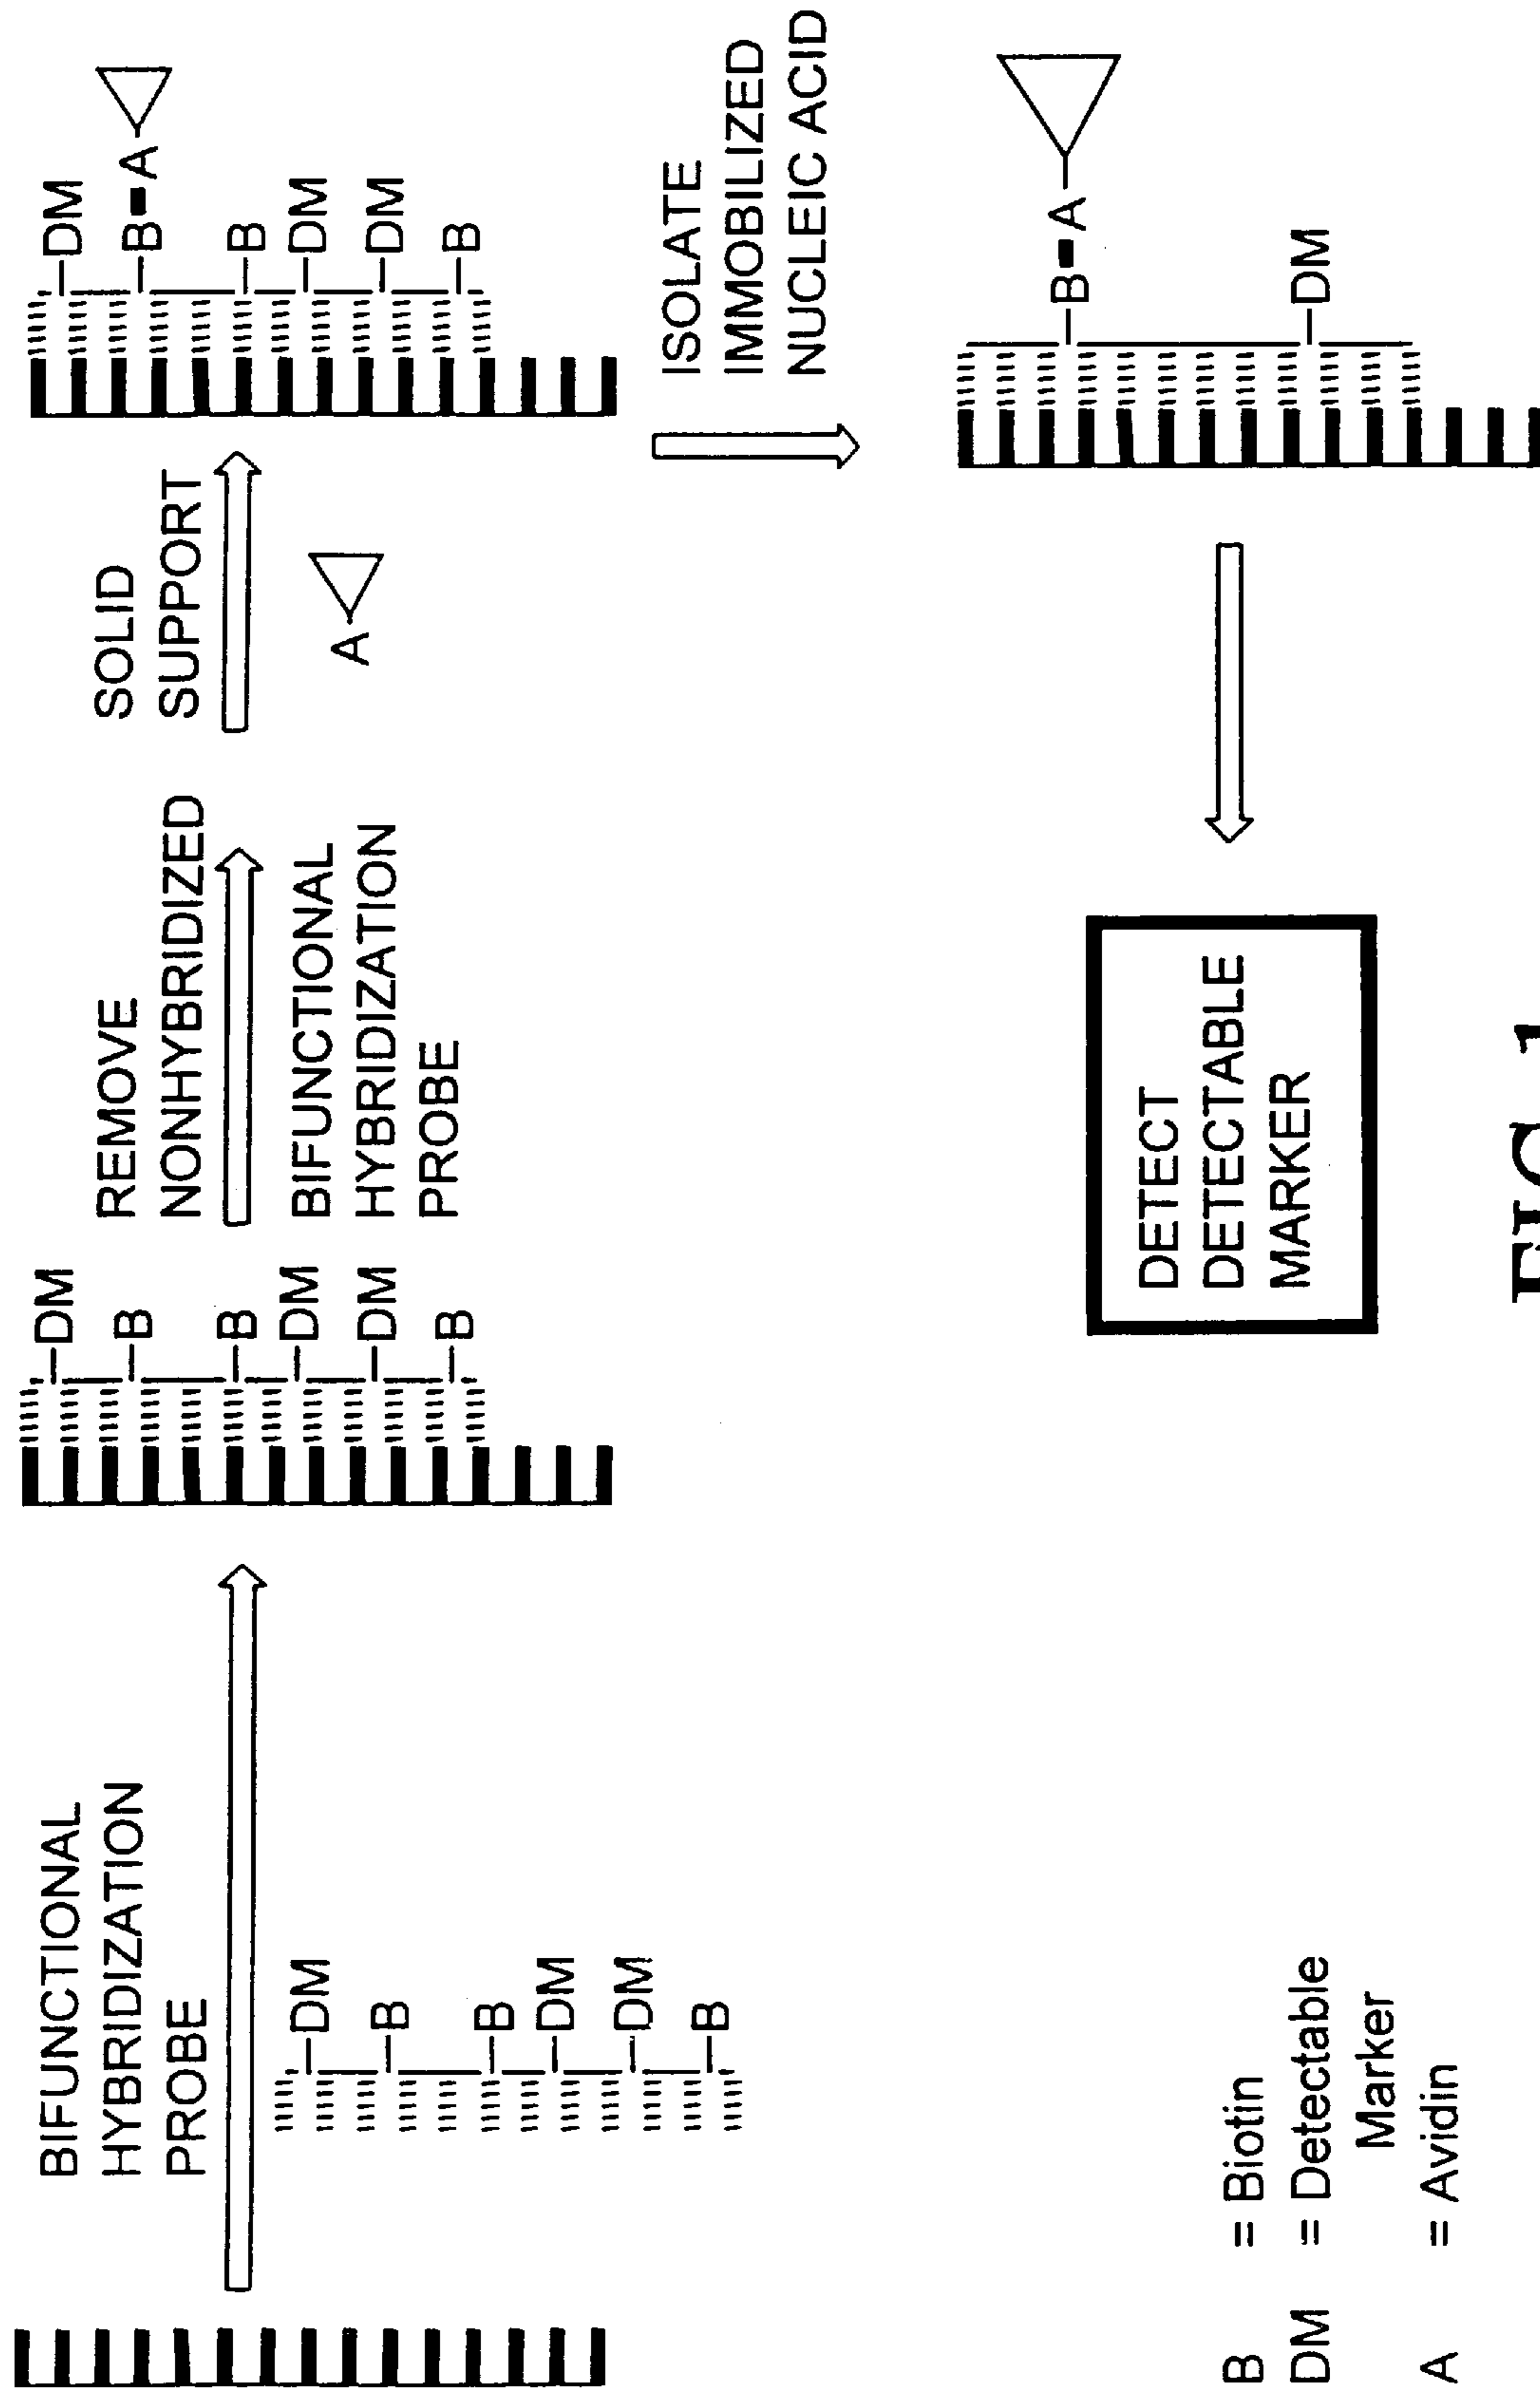 BIFUNCTIONAL
HYBRIDIZATION
PROBE
DM
B
B
DM
DM
B
DM
B
B
DM
DM
B
REMOVE
NONHYBRIDIZED
BIFUNCTIONAL
HYBRIDIZATION
PROBE
SOLID
SUPPORT
A
DM
B A
B
DM
DM
B
ISOLATE
IMMOBILIZED
NUCLEIC ACID
B A
DM
DETECT
DETECTABLE
MARKER
B = Biotin
DM = Detectable
Marker
A = Avidin